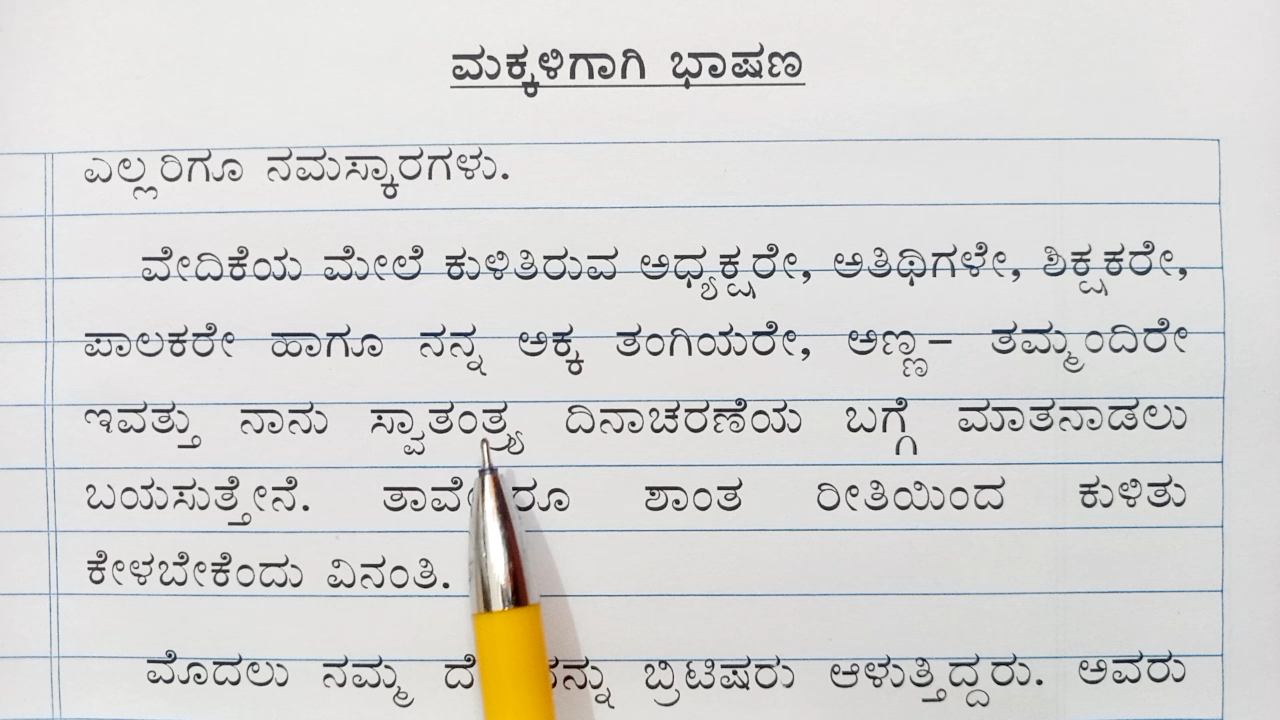 ಮಕ್ಕಳಿಗಾಗಿ ಭಾಷಣ
ಎಲ್ಲರಿಗೂ ನಮಸ್ಕಾರಗಳು.
ವೇದಿಕೆಯ ಮೇಲೆ ಕುಳಿತಿರುವ ಅಧ್ಯಕ್ಷರೇ, ಅತಿಥಿಗಳೇ, ಶಿಕ್ಷಕರೇ,
ಪಾಲಕರೇ ಹಾಗೂ ನನ್ನ ಅಕ್ಕ ತಂಗಿಯರೇ, ಅಣ್ಣ– ತಮ್ಮಂದಿರೇ
ಇವತ್ತು ನಾನು ಸ್ವಾತಂತ್ರ್ಯ ದಿನಾಚರಣೆಯ ಬಗ್ಗೆ ಮಾತನಾಡಲು
ಬಯಸುತ್ತೇನೆ. ಶಾಂತ ರೀತಿಯಿಂದ ಕುಳಿತು
ಕೇಳಬೇಕೆಂದು ವಿನಂತಿ.
ಮೊದಲು ನಮ್ಮ ಬ್ರಿಟಿಷರು ಆಳುತ್ತಿದ್ದರು. ಅವರು